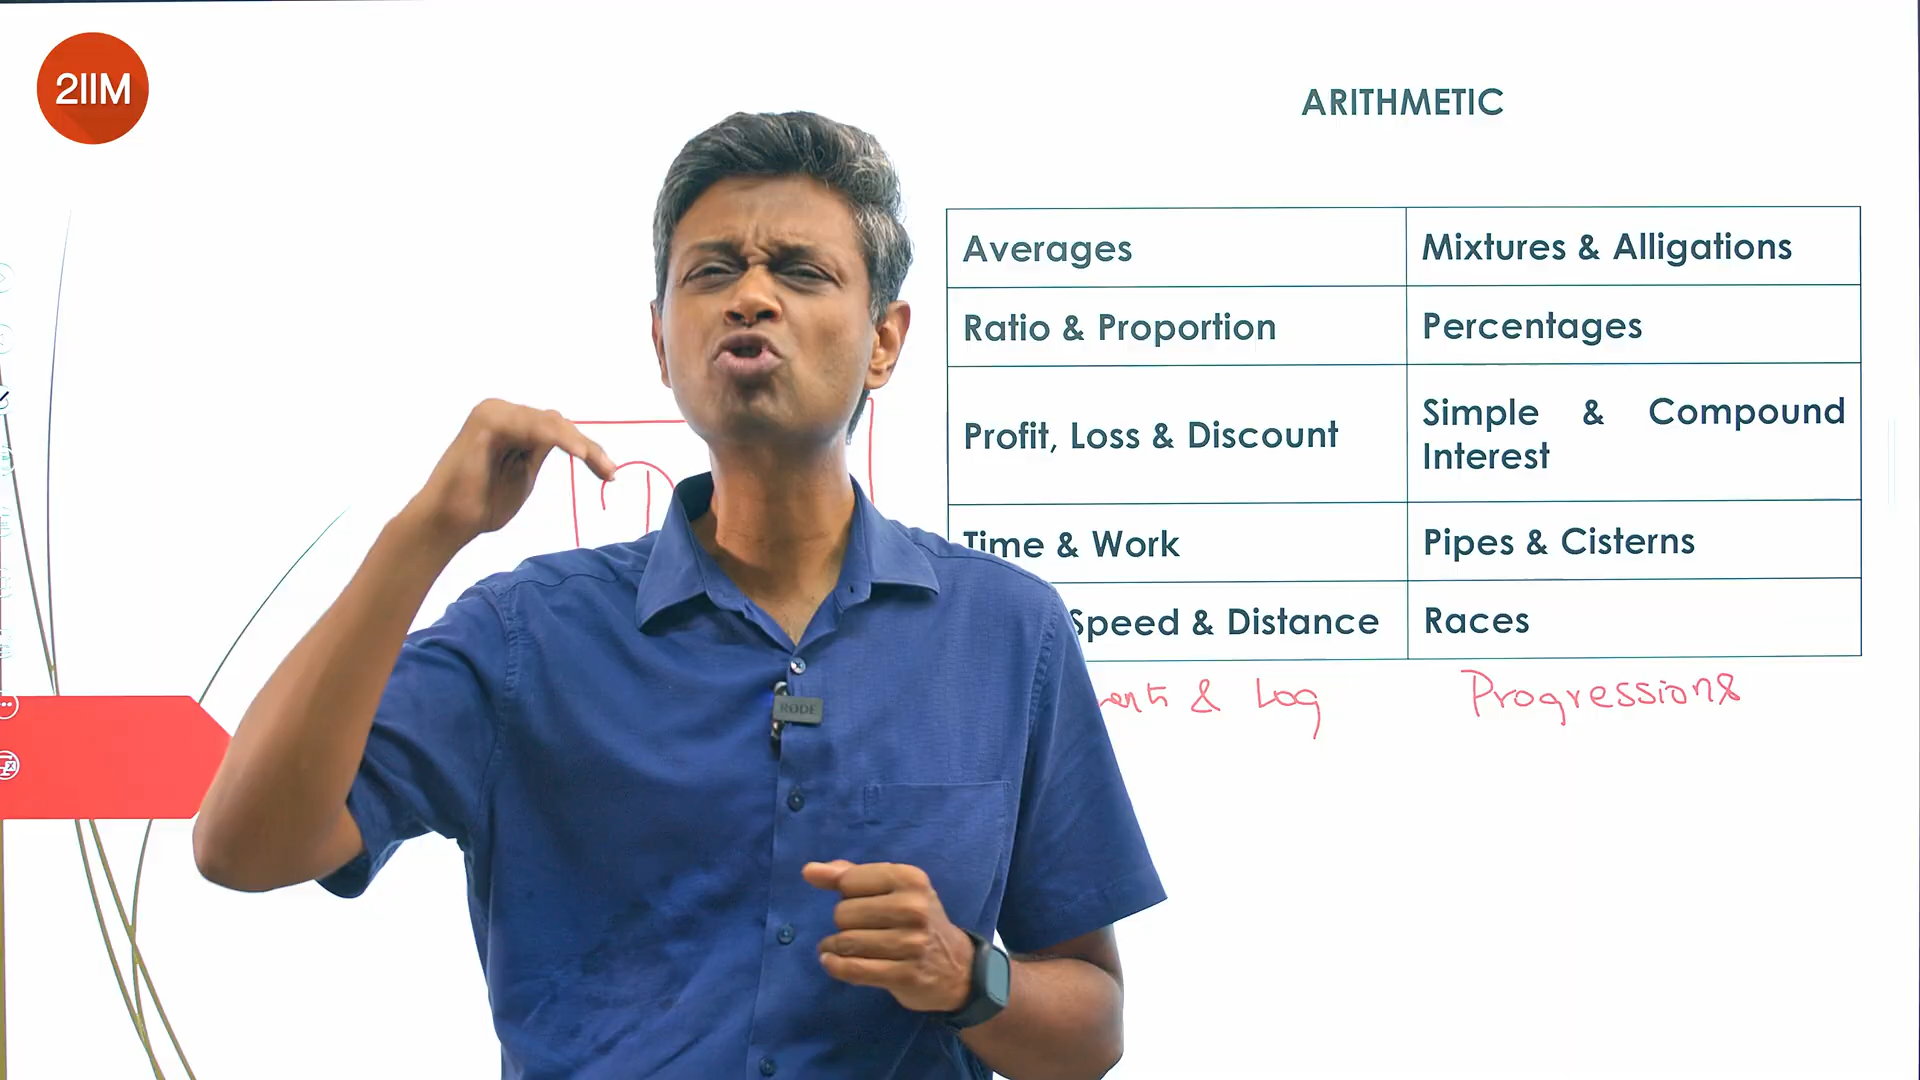 2IIM
ARITHMETIC
Averages
Mixtures & Alligations
Ratio & Proportion
Percentages
Profit, Loss & Discount
Simple & Compound
Interest
Time & Work
Pipes & Cisterns
Speed & Distance
Races
& Log
Progressions
RODE